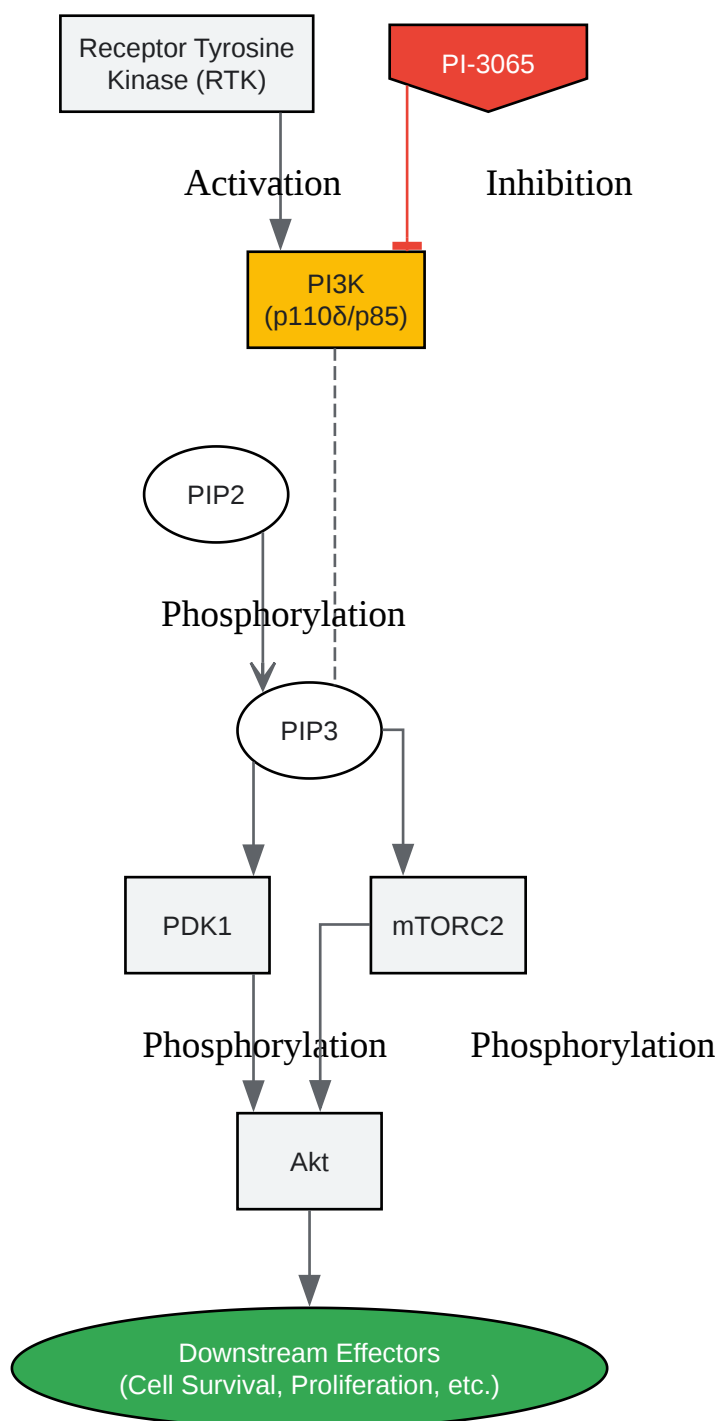 Receptor Tyrosine
Kinase (RTK)
PI-3065
Activation
Inhibition
PI3K
(p110δ/p85)
PIP2
Phosphorylation
PIP3
PDK1
mTORC2
Phosphorylation
Phosphorylation
Akt
Downstream Effectors
(Cell Survival, Proliferation, etc.)